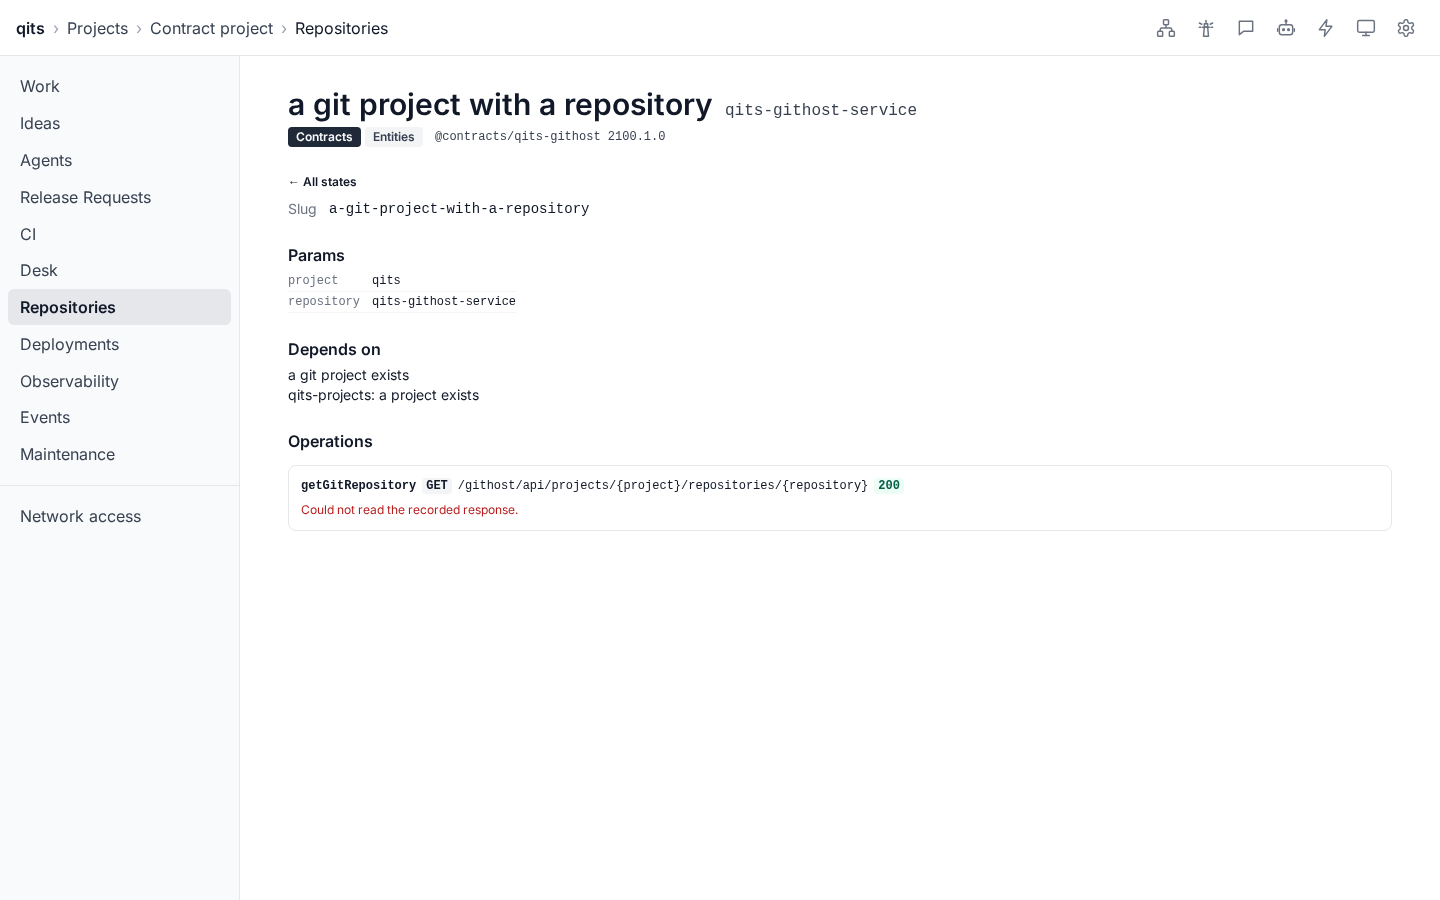 qits › Projects › Contract project › Repositories
Work
Ideas
Agents
Release Requests
CI
Desk
Repositories
Deployments
Observability
Events
Maintenance
Network access
a git project with a repository qits-githost-service
Contracts Entities @contracts/qits-githost 2100.1.0
← All states
Slug a-git-project-with-a-repository
Params
project qits
repository qits-githost-service
Depends on
a git project exists
qits-projects: a project exists
Operations
getGitRepository GET /githost/api/projects/{project}/repositories/{repository} 200
Could not read the recorded response.